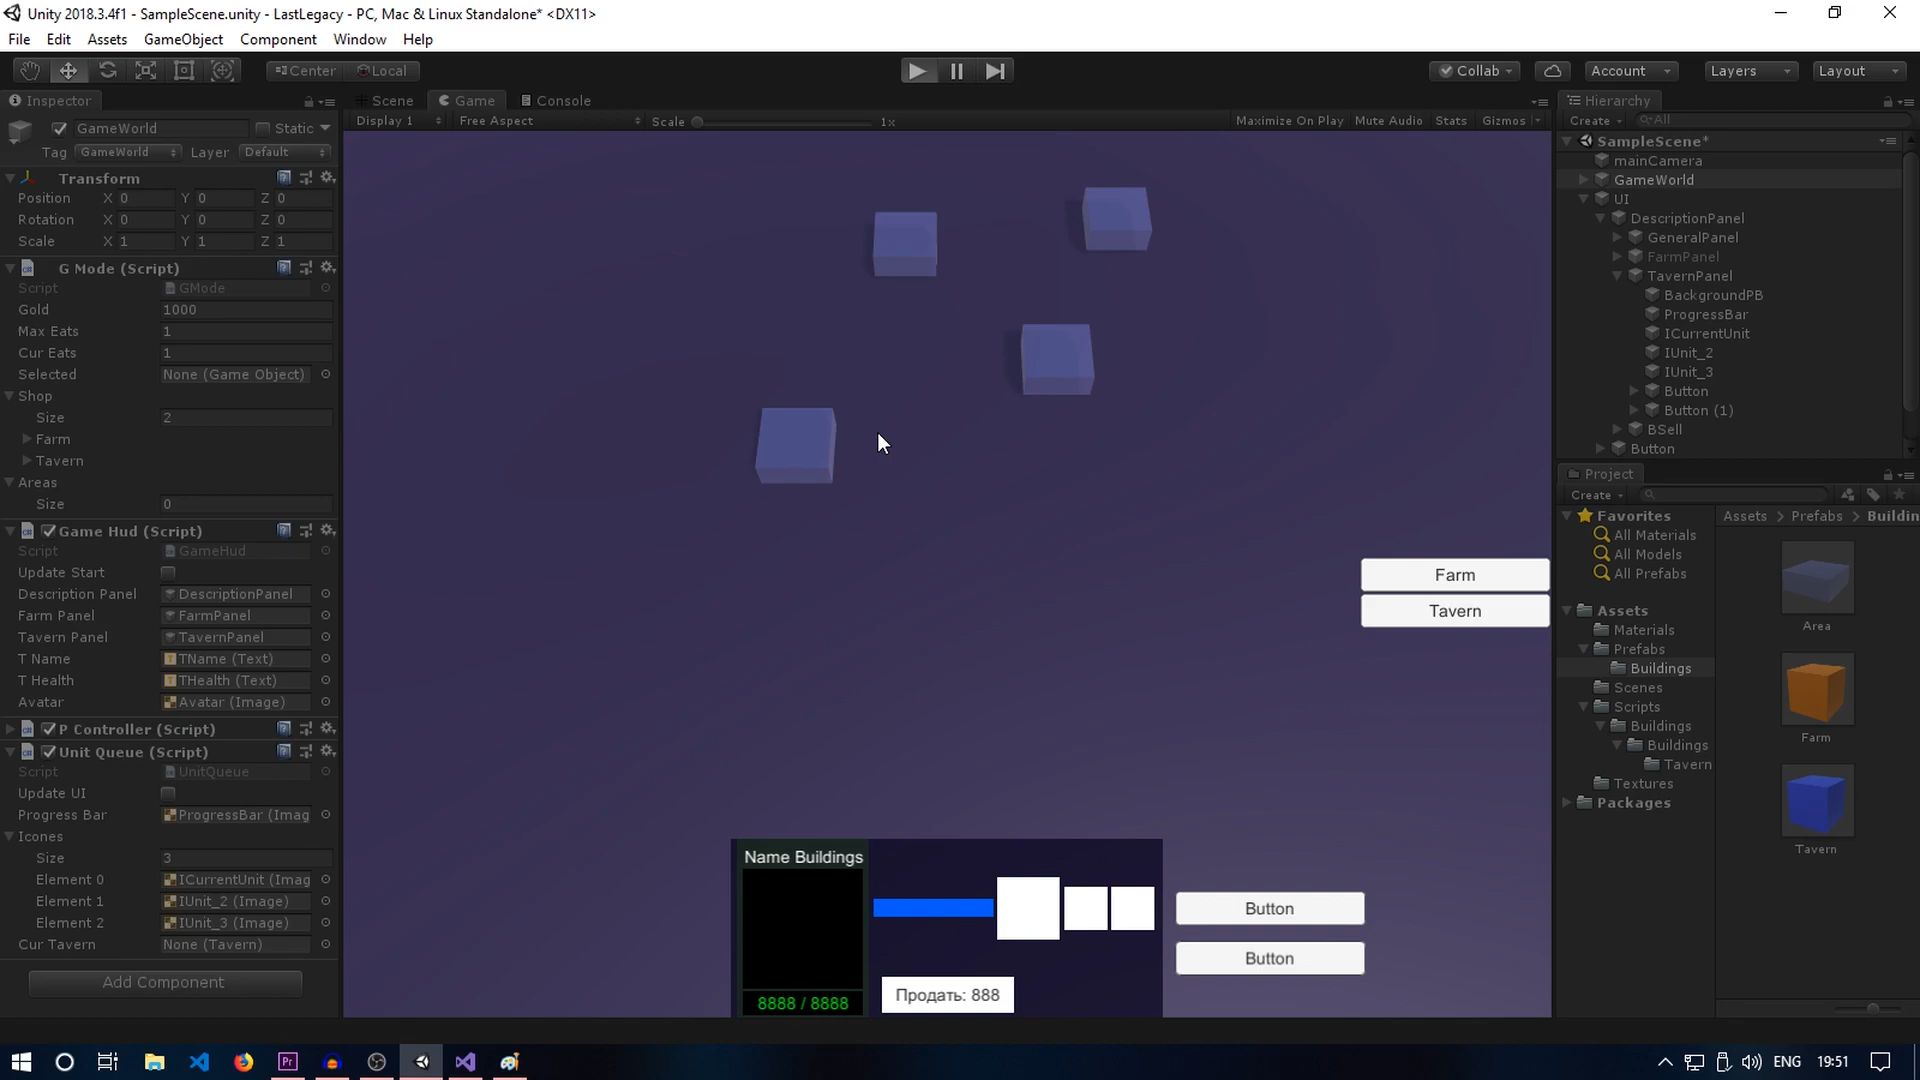 Unity 2018.3.4f1 - SampleScene.unity - LastLegacy - PC, Mac & Linux Standalone* <DX11>
File Edit Assets GameObject Component Window Help
Center Local
Collab Account Layers Layout
Inspector
GameWorld Static
Tag GameWorld Layer Default
Transform
Position X 0 Y 0 Z 0
Rotation X 0 Y 0 Z 0
Scale X 1 Y 1 Z 1
G Mode (Script)
Script GMode
Gold 1000
Max Eats 1
Cur Eats 1
Selected None (Game Object)
Shop
Size 2
Farm
Tavern
Areas
Size 0
Game Hud (Script)
Script GameHud
Update Start
Description Panel DescriptionPanel
Farm Panel FarmPanel
Tavern Panel TavernPanel
T Name TName (Text)
T Health THealth (Text)
Avatar Avatar (Image)
P Controller (Script)
Unit Queue (Script)
Script UnitQueue
Update UI
Progress Bar ProgressBar (Imag
Icones
Size 3
Element 0 ICurrentUnit (Imag
Element 1 IUnit_2 (Image)
Element 2 IUnit_3 (Image)
Cur Tavern None (Tavern)
Add Component
Scene Game Console
Display 1 Free Aspect Scale 1x Maximize On Play Mute Audio Stats Gizmos
Farm
Tavern
Name Buildings
8888 / 8888
Продать: 888
Button
Button
Hierarchy
Create All
SampleScene*
mainCamera
GameWorld
UI
DescriptionPanel
GeneralPanel
FarmPanel
TavernPanel
BackgroundPB
ProgressBar
ICurrentUnit
IUnit_2
IUnit_3
Button
Button (1)
BSell
Button
Project
Create
Favorites
All Materials
All Models
All Prefabs
Assets
Materials
Prefabs
Buildings
Scenes
Scripts
Buildings
Buildings
Tavern
Textures
Packages
Assets > Prefabs > Buildin
Area
Farm
Tavern
Pr
ENG 19:51